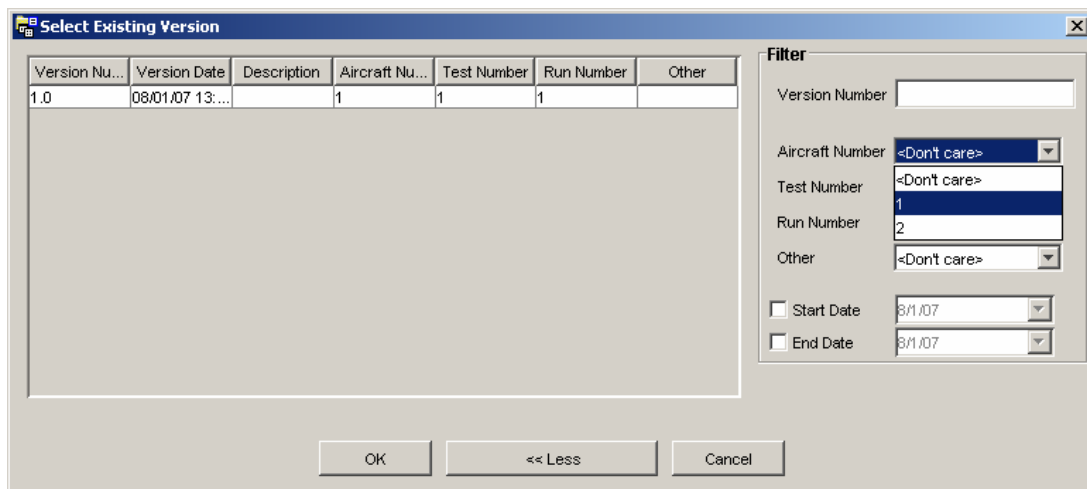 Select Existing Version
Version Nu... Version Date Description Aircraft Nu... Test Number Run Number Other
1.0 08/01/07 13:... 1 1 1
Filter
Version Number
Aircraft Number <Don't care>
<Don't care>
Test Number
1
Run Number
2
Other <Don't care>
Start Date 8/1/07
End Date 8/1/07
OK << Less Cancel